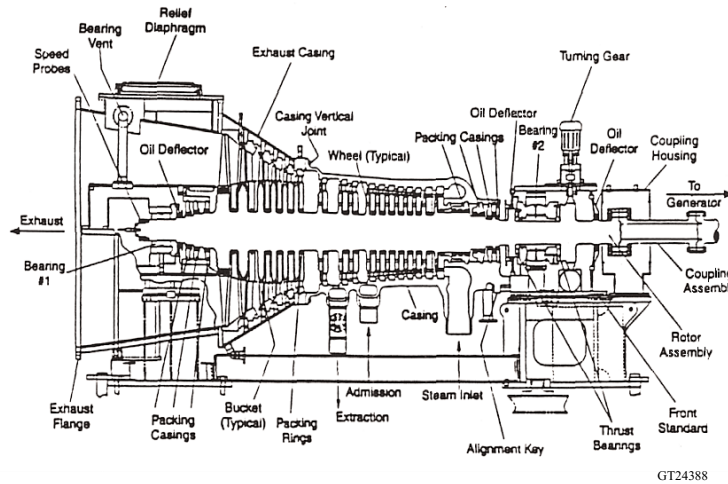 Relief
Diaphragm
Bearing
Vent
Speed
Probes
Exhaust Casing
Turning Gear
Casing Vertical
Joint
Oil Deflector
Packing Casings
Bearing
#2
Oil
Deflector
Coupling
Housing
Oil Deflector
Wheel (Typical)
To
Generator
Exhaust
Bearing
#1
Casing
Coupling
Assembly
Rotor
Assembly
Exhaust
Flange
Packing
Casings
Bucket
(Typical)
Packing
Rings
Admission
Extraction
Steam Inlet
Alignment Key
Thrust
Bearings
Front
Standard
GT24388